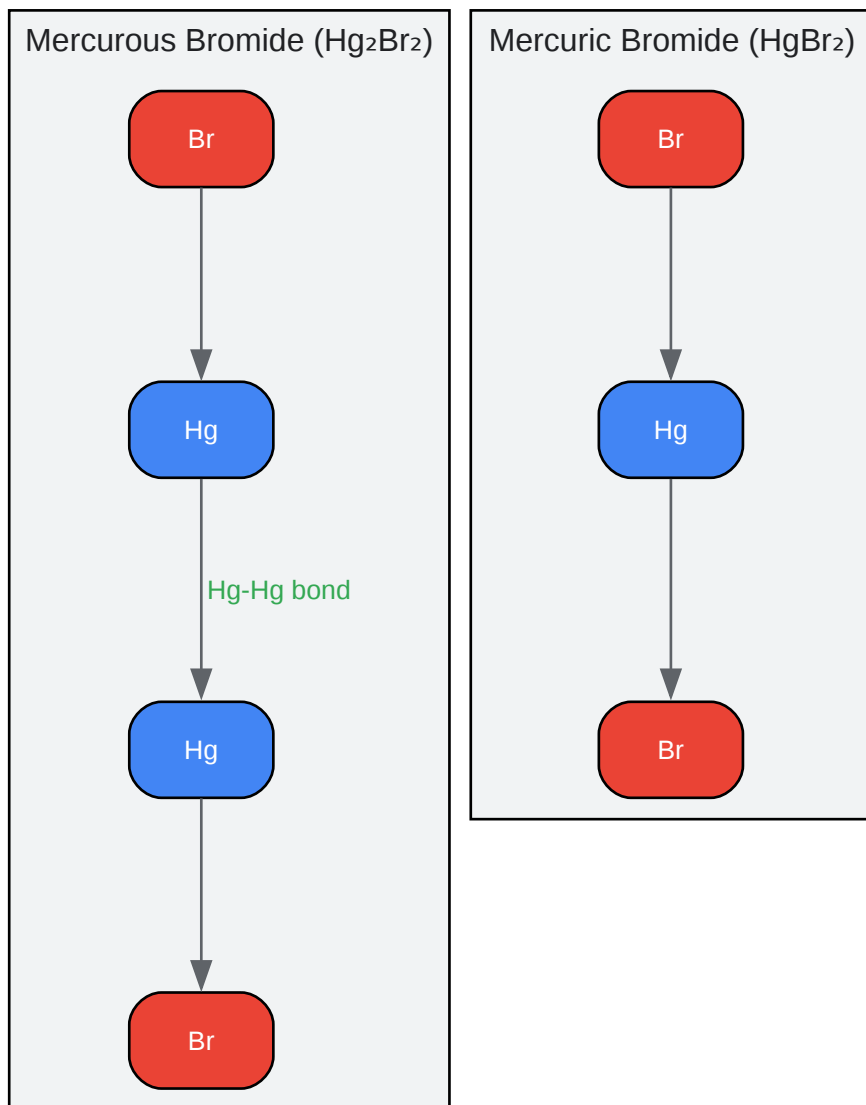 Mercurous Bromide (Hg₂Br₂)
Br
Hg
Hg-Hg bond
Hg
Br
Mercuric Bromide (HgBr₂)
Br
Hg
Br